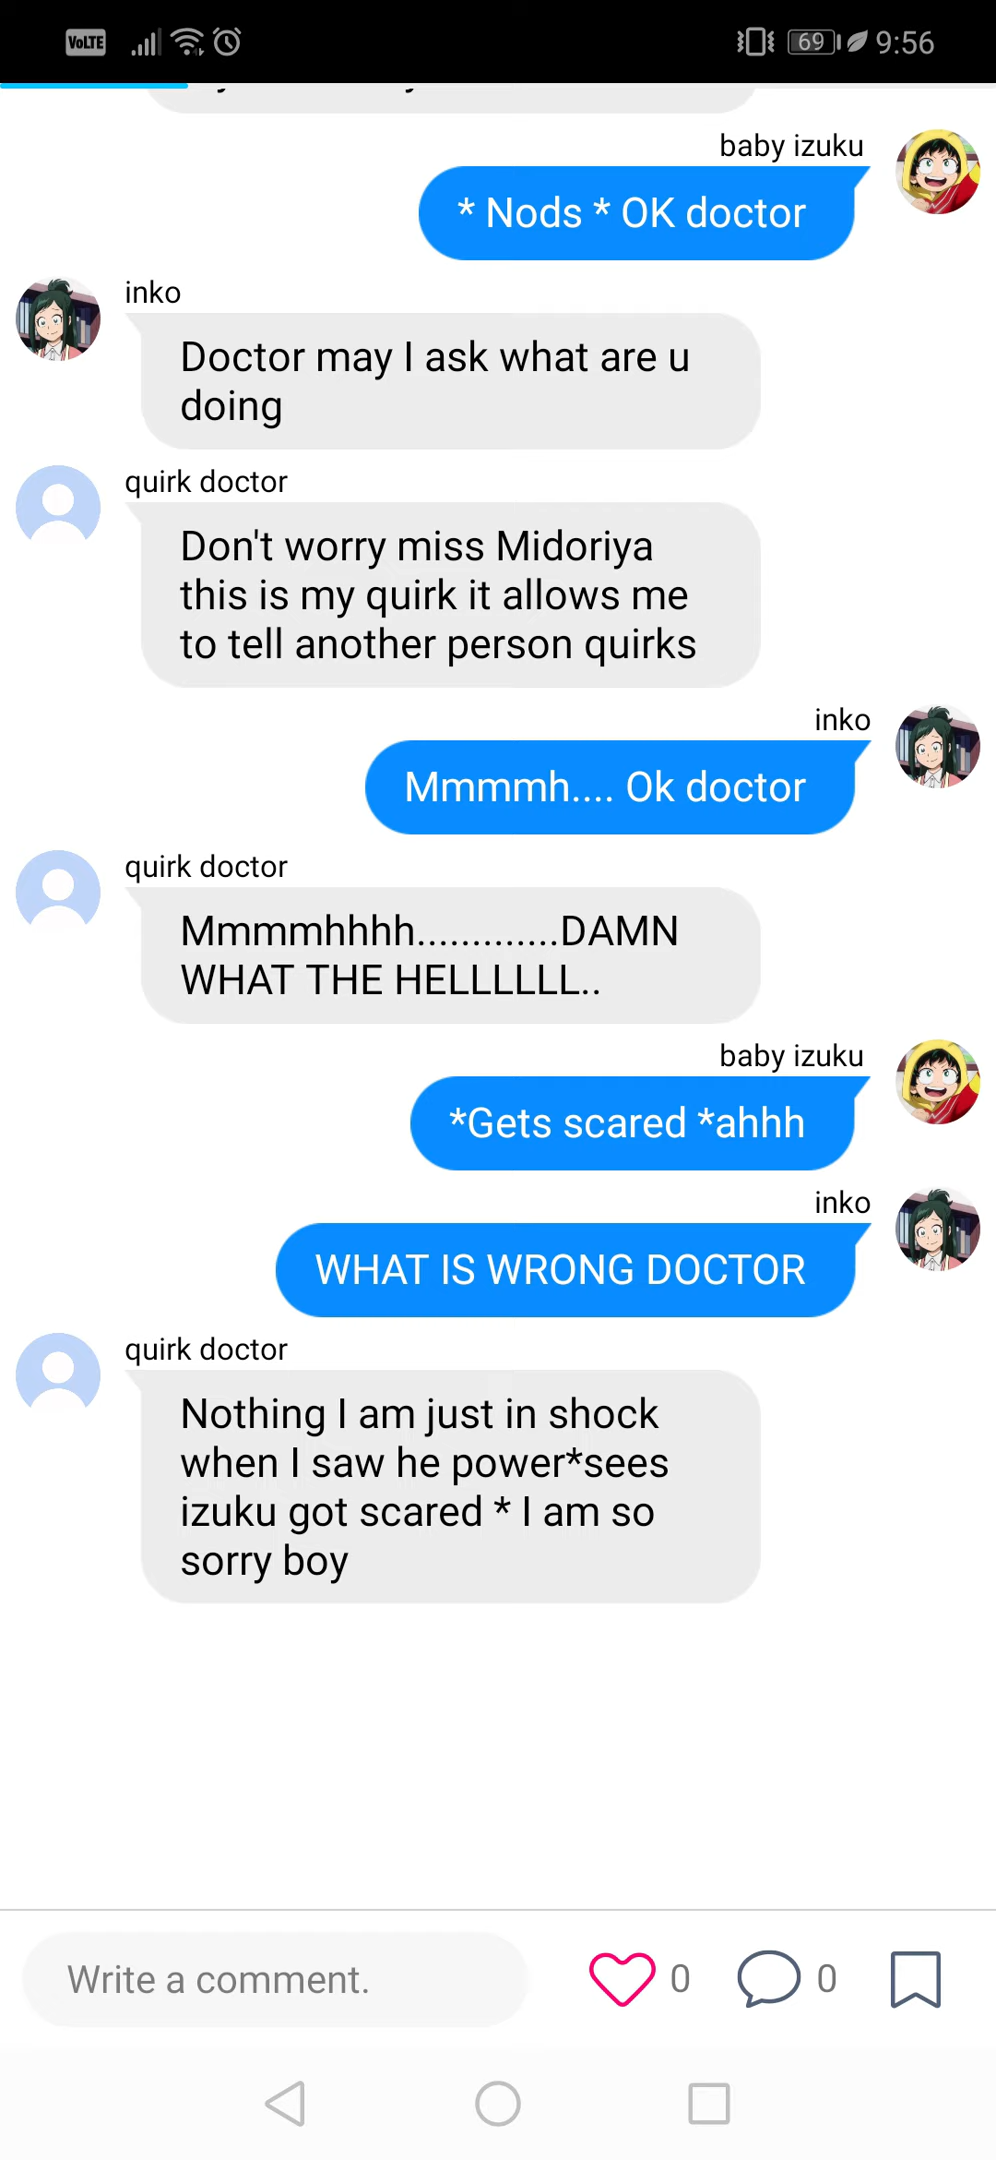 VoLTE
69
9:56
baby izuku
* Nods * OK doctor
inko
Doctor may I ask what are u
doing
quirk doctor
Don't worry miss Midoriya
this is my quirk it allows me
to tell another person quirks
inko
Mmmmh.... Ok doctor
quirk doctor
Mmmmhhhh.............DAMN
WHAT THE HELLLLLL..
baby izuku
*Gets scared *ahhh
inko
WHAT IS WRONG DOCTOR
quirk doctor
Nothing I am just in shock
when I saw he power*sees
izuku got scared * I am so
sorry boy
Write a comment.
0
0